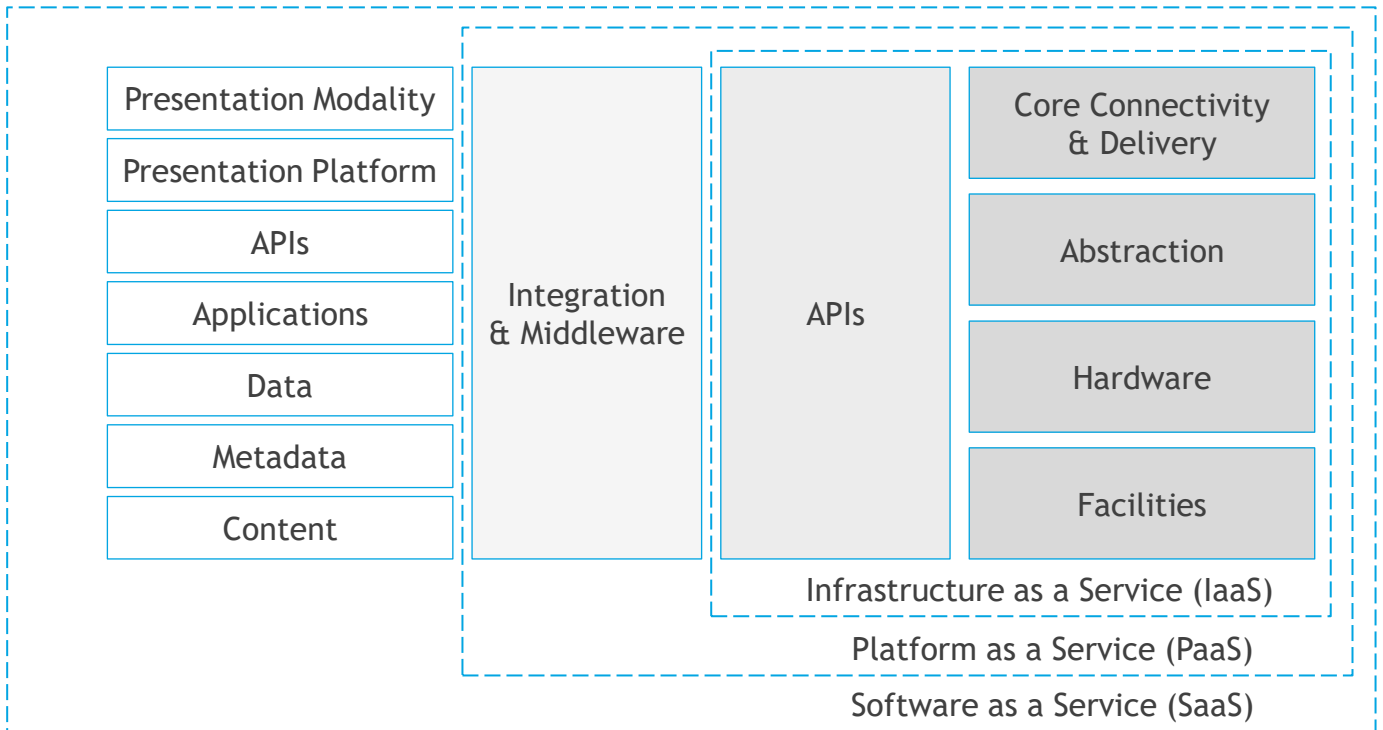 Presentation Modality
Presentation Platform
APIs
Applications
Data
Metadata
Content
Integration
& Middleware
APIs
Core Connectivity
& Delivery
Abstraction
Hardware
Facilities
Infrastructure as a Service (IaaS)
Platform as a Service (PaaS)
Software as a Service (SaaS)